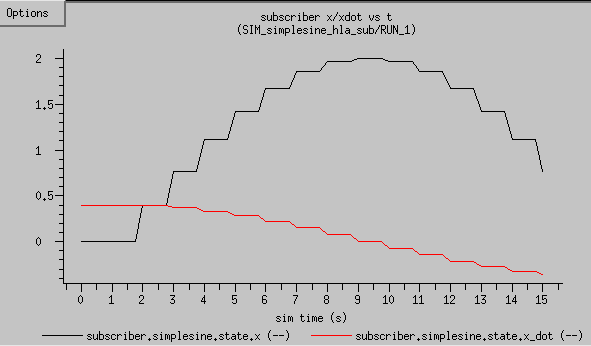 Options
subscriber x/xdot vs t
(SIM_simplesine_hla_sub/RUN_1)
2
1.5
1
0.5
0
0 1 2 3 4 5 6 7 8 9 10 11 12 13 14 15
sim time (s)
subscriber.simplesine.state.x (--) subscriber.simplesine.state.x_dot (--)